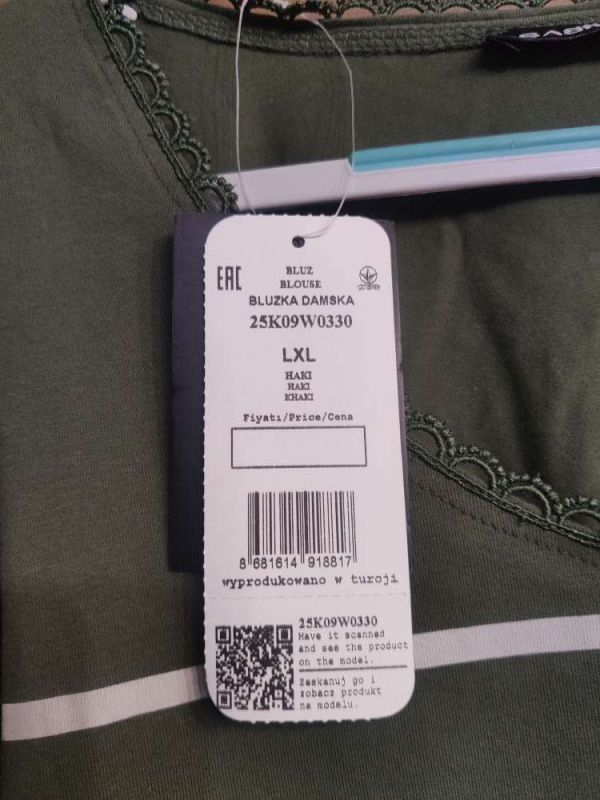 EAC
BLUZ
BLOUSE
BLUZKA DAMSKA
25K09W0330
LXL
HAKI
HAKI
KHAKI
Fiyatı/Price/Cena
8 681614 918817
wyprodukowano w turcji
25K09W0330
Have it scanned
and see the product
on the model.
Zeskanuj go i
zobacz produkt
na modelu.